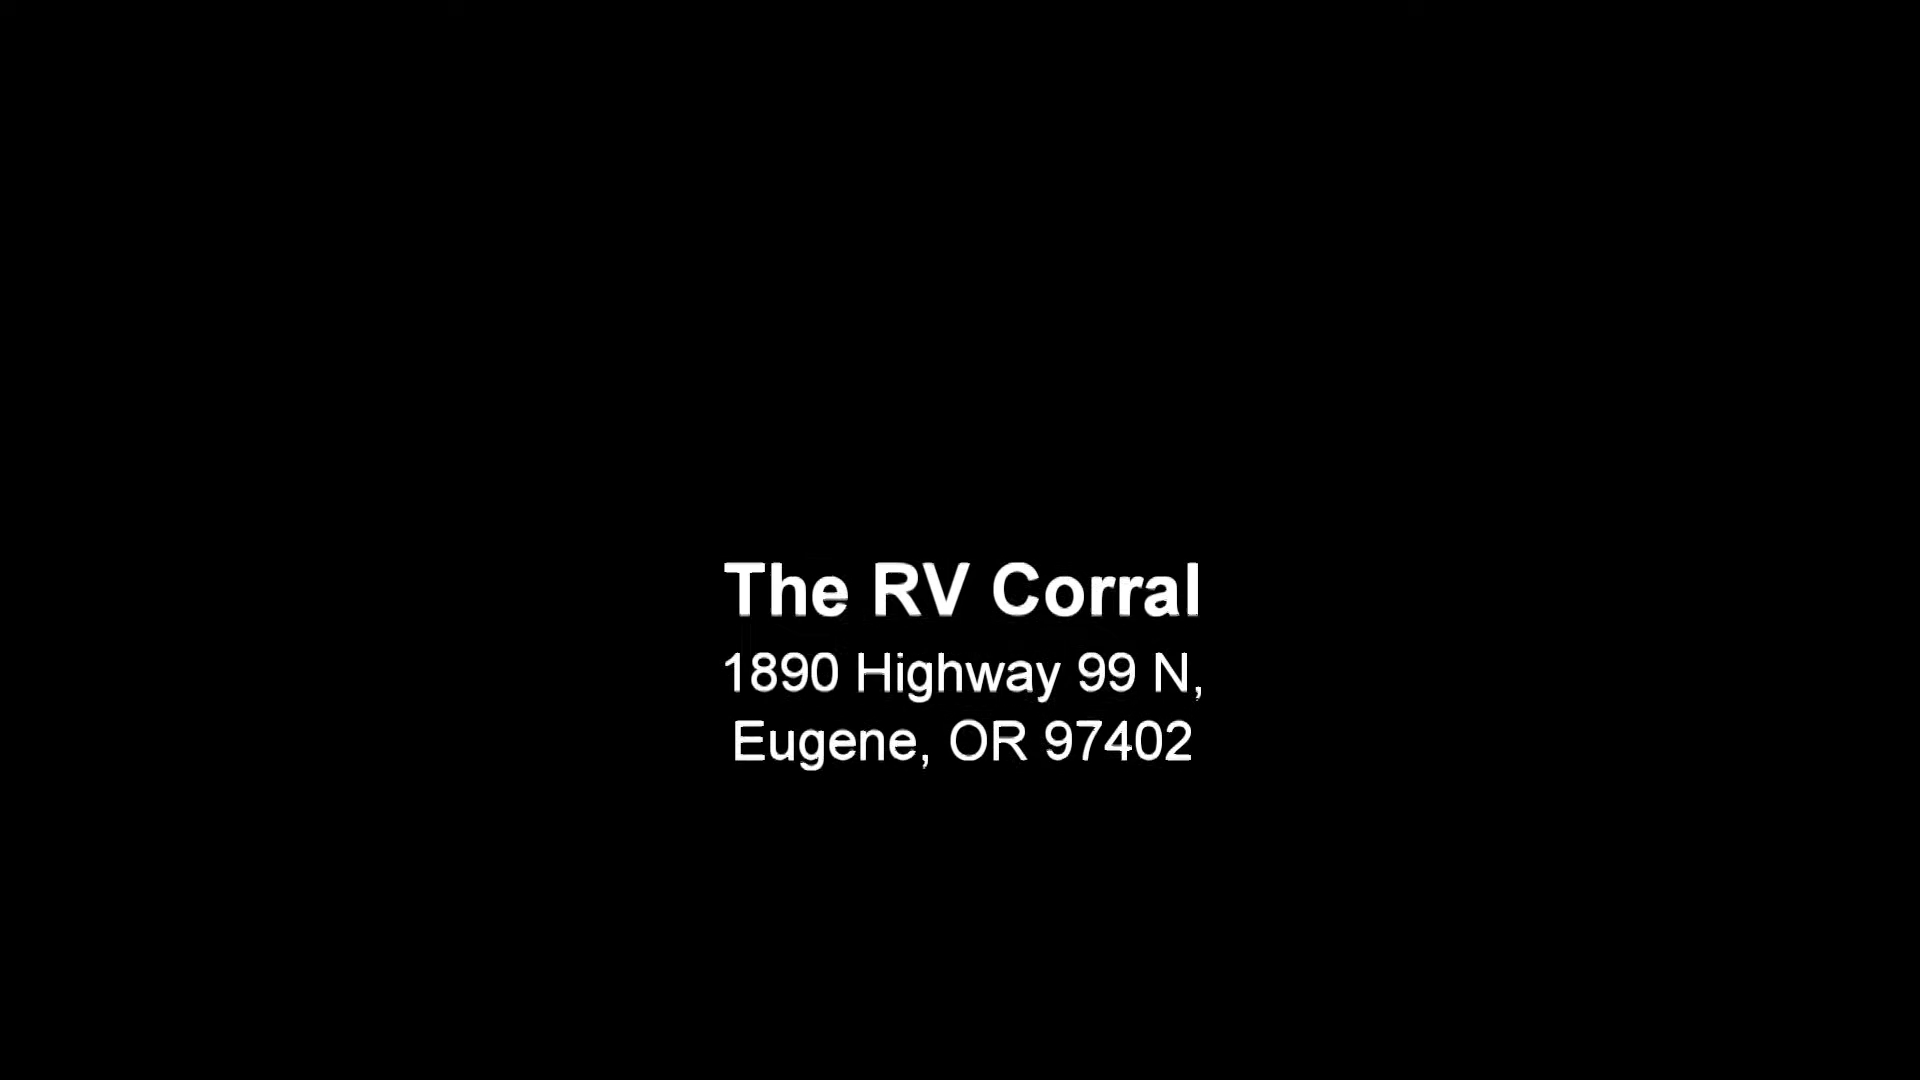 The RV Corral
1890 Highway 99 N,
Eugene, OR 97402